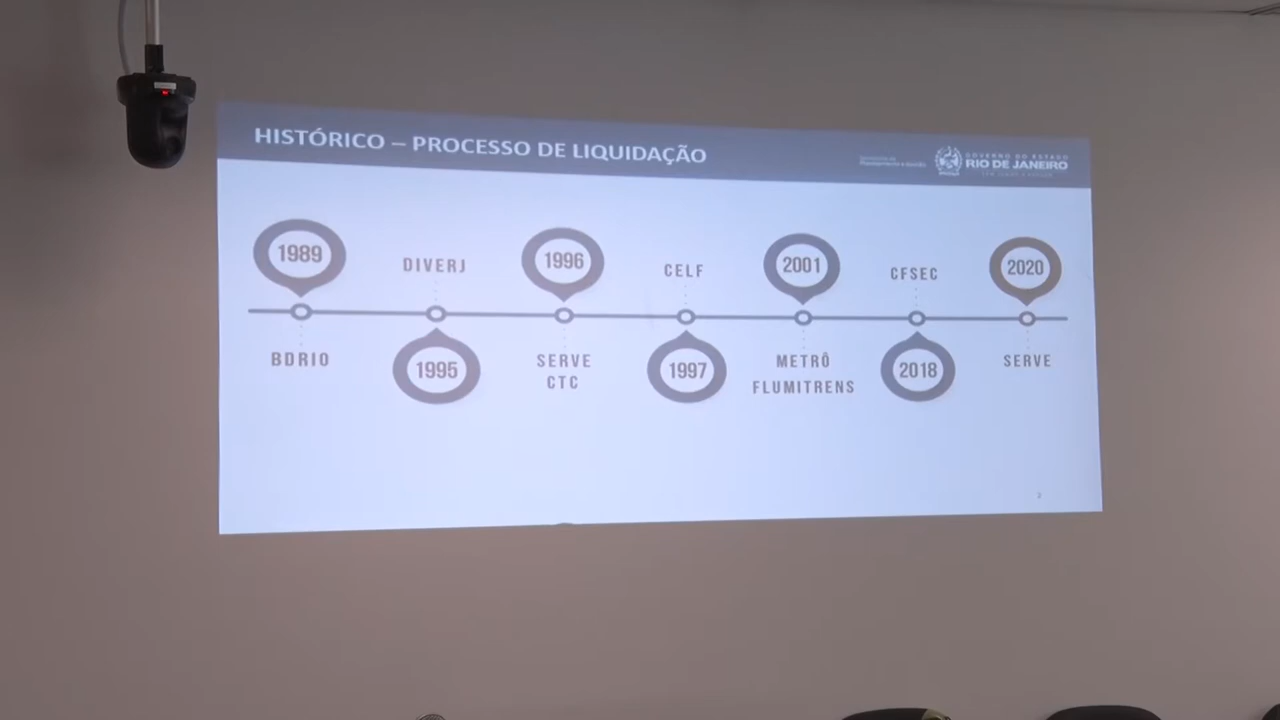 HISTÓRICO – PROCESSO DE LIQUIDAÇÃO
GOVERNO DO ESTADO
RIO DE JANEIRO
1989
BDRIO
DIVERJ
1995
1996
SERVE
CTC
CELF
1997
2001
METRÔ
FLUMITRENS
CFSEC
2018
2020
SERVE